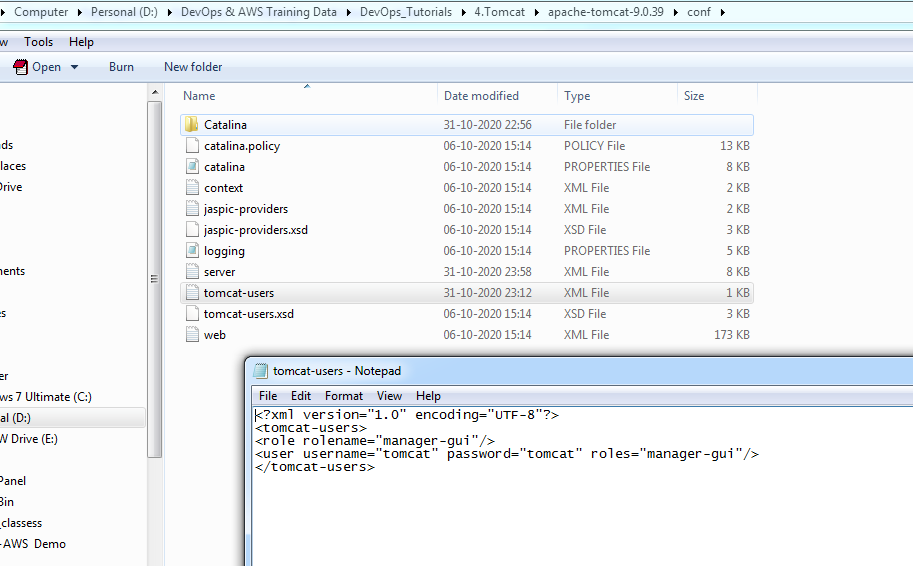 Computer ▸ Personal (D:) ▸ DevOps & AWS Training Data ▸ DevOps_Tutorials ▸ 4.Tomcat ▸ apache-tomcat-9.0.39 ▸ conf ▸
w Tools Help
Open Burn New folder
Name Date modified Type Size
Catalina 31-10-2020 22:56 File folder
ds catalina.policy 06-10-2020 15:14 POLICY File 13 KB
laces catalina 06-10-2020 15:14 PROPERTIES File 8 KB
Drive context 06-10-2020 15:14 XML File 2 KB
jaspic-providers 06-10-2020 15:14 XML File 2 KB
jaspic-providers.xsd 06-10-2020 15:14 XSD File 3 KB
logging 06-10-2020 15:14 PROPERTIES File 5 KB
nents server 31-10-2020 23:58 XML File 8 KB
tomcat-users 31-10-2020 23:12 XML File 1 KB
s tomcat-users.xsd 06-10-2020 15:14 XSD File 3 KB
web 06-10-2020 15:14 XML File 173 KB
er
ws 7 Ultimate (C:)
al (D:)
W Drive (E:)
Panel
Bin
_classess
-AWS Demo
tomcat-users - Notepad
File Edit Format View Help
<?xml version="1.0" encoding="UTF-8"?>
<tomcat-users>
<role rolename="manager-gui"/>
<user username="tomcat" password="tomcat" roles="manager-gui"/>
</tomcat-users>